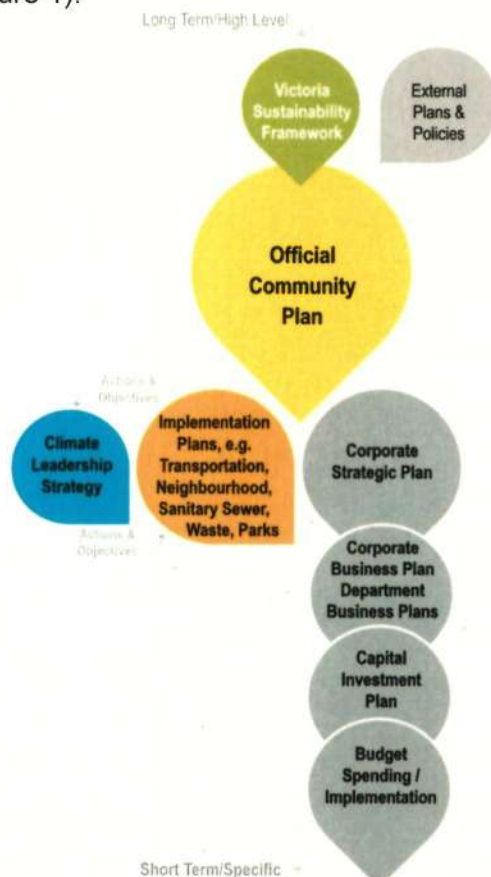 Long Term/High Level
Victoria
Sustainability
Framework
External
Plans &
Policies
Official
Community
Plan
Actions &
Objectives
Climate
Leadership
Strategy
Implementation
Plans, e.g.
Transportation,
Neighbourhood,
Sanitary Sewer,
Waste, Parks
Corporate
Strategic Plan
Actions &
Objectives
Corporate
Business Plan
Department
Business Plans
Capital
Investment
Plan
Budget
Spending /
Implementation
Short Term/Specific